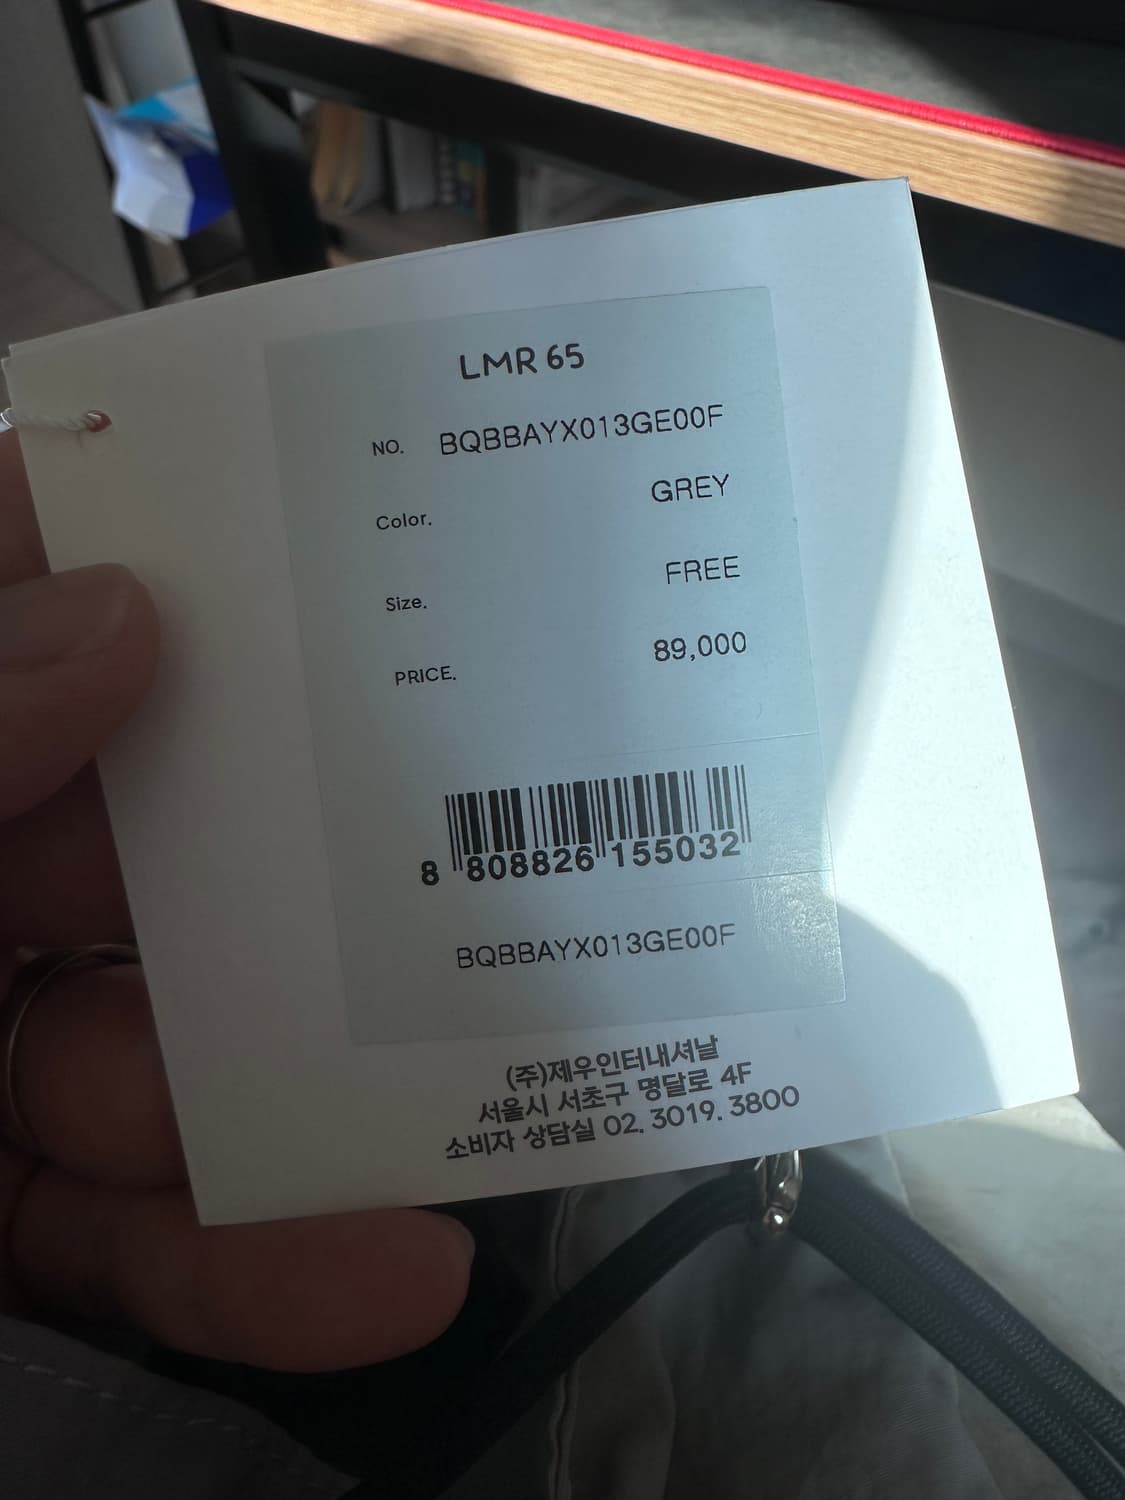 LMR 65
NO. BQBBAYX013GE00F
Color. GREY
Size. FREE
PRICE. 89,000
8 808826 155032
BQBBAYX013GE00F
(주)제우인터내셔날
서울시 서초구 명달로 4F
소비자 상담실 02. 3019. 3800